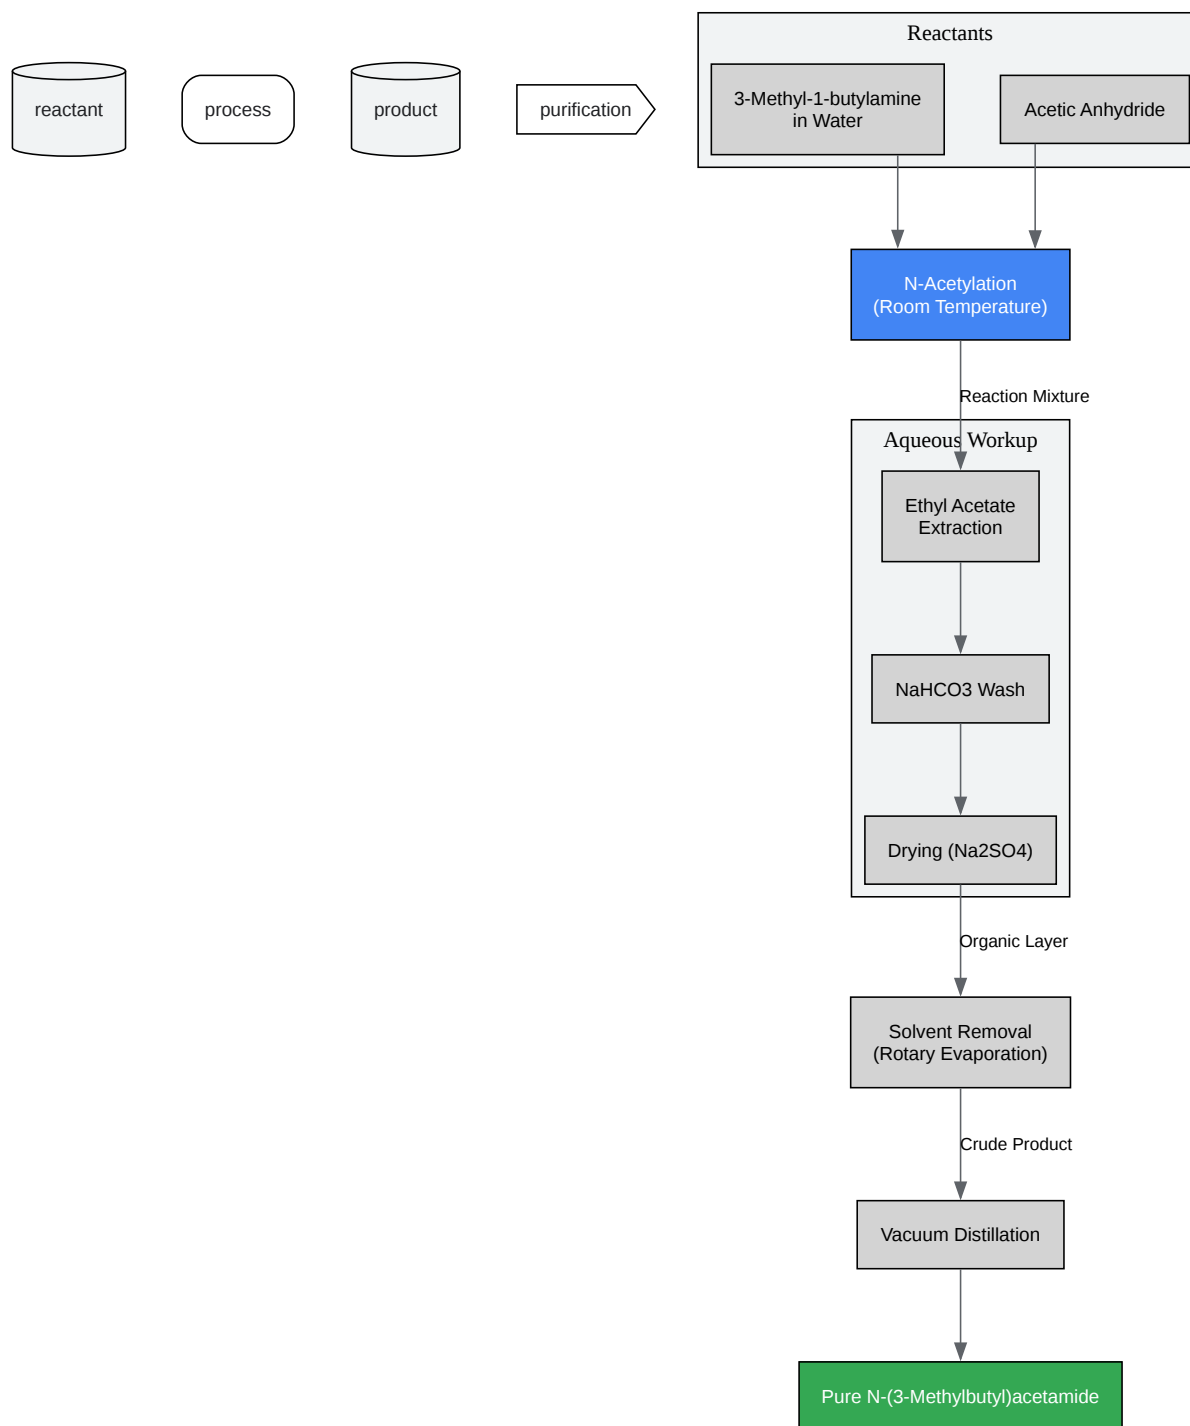 reactant
process
product
purification
Reactants
3-Methyl-1-butylamine
in Water
Acetic Anhydride
N-Acetylation
(Room Temperature)
Reaction Mixture
Aqueous Workup
Ethyl Acetate
Extraction
NaHCO3 Wash
Drying (Na2SO4)
Organic Layer
Solvent Removal
(Rotary Evaporation)
Crude Product
Vacuum Distillation
Pure N-(3-Methylbutyl)acetamide